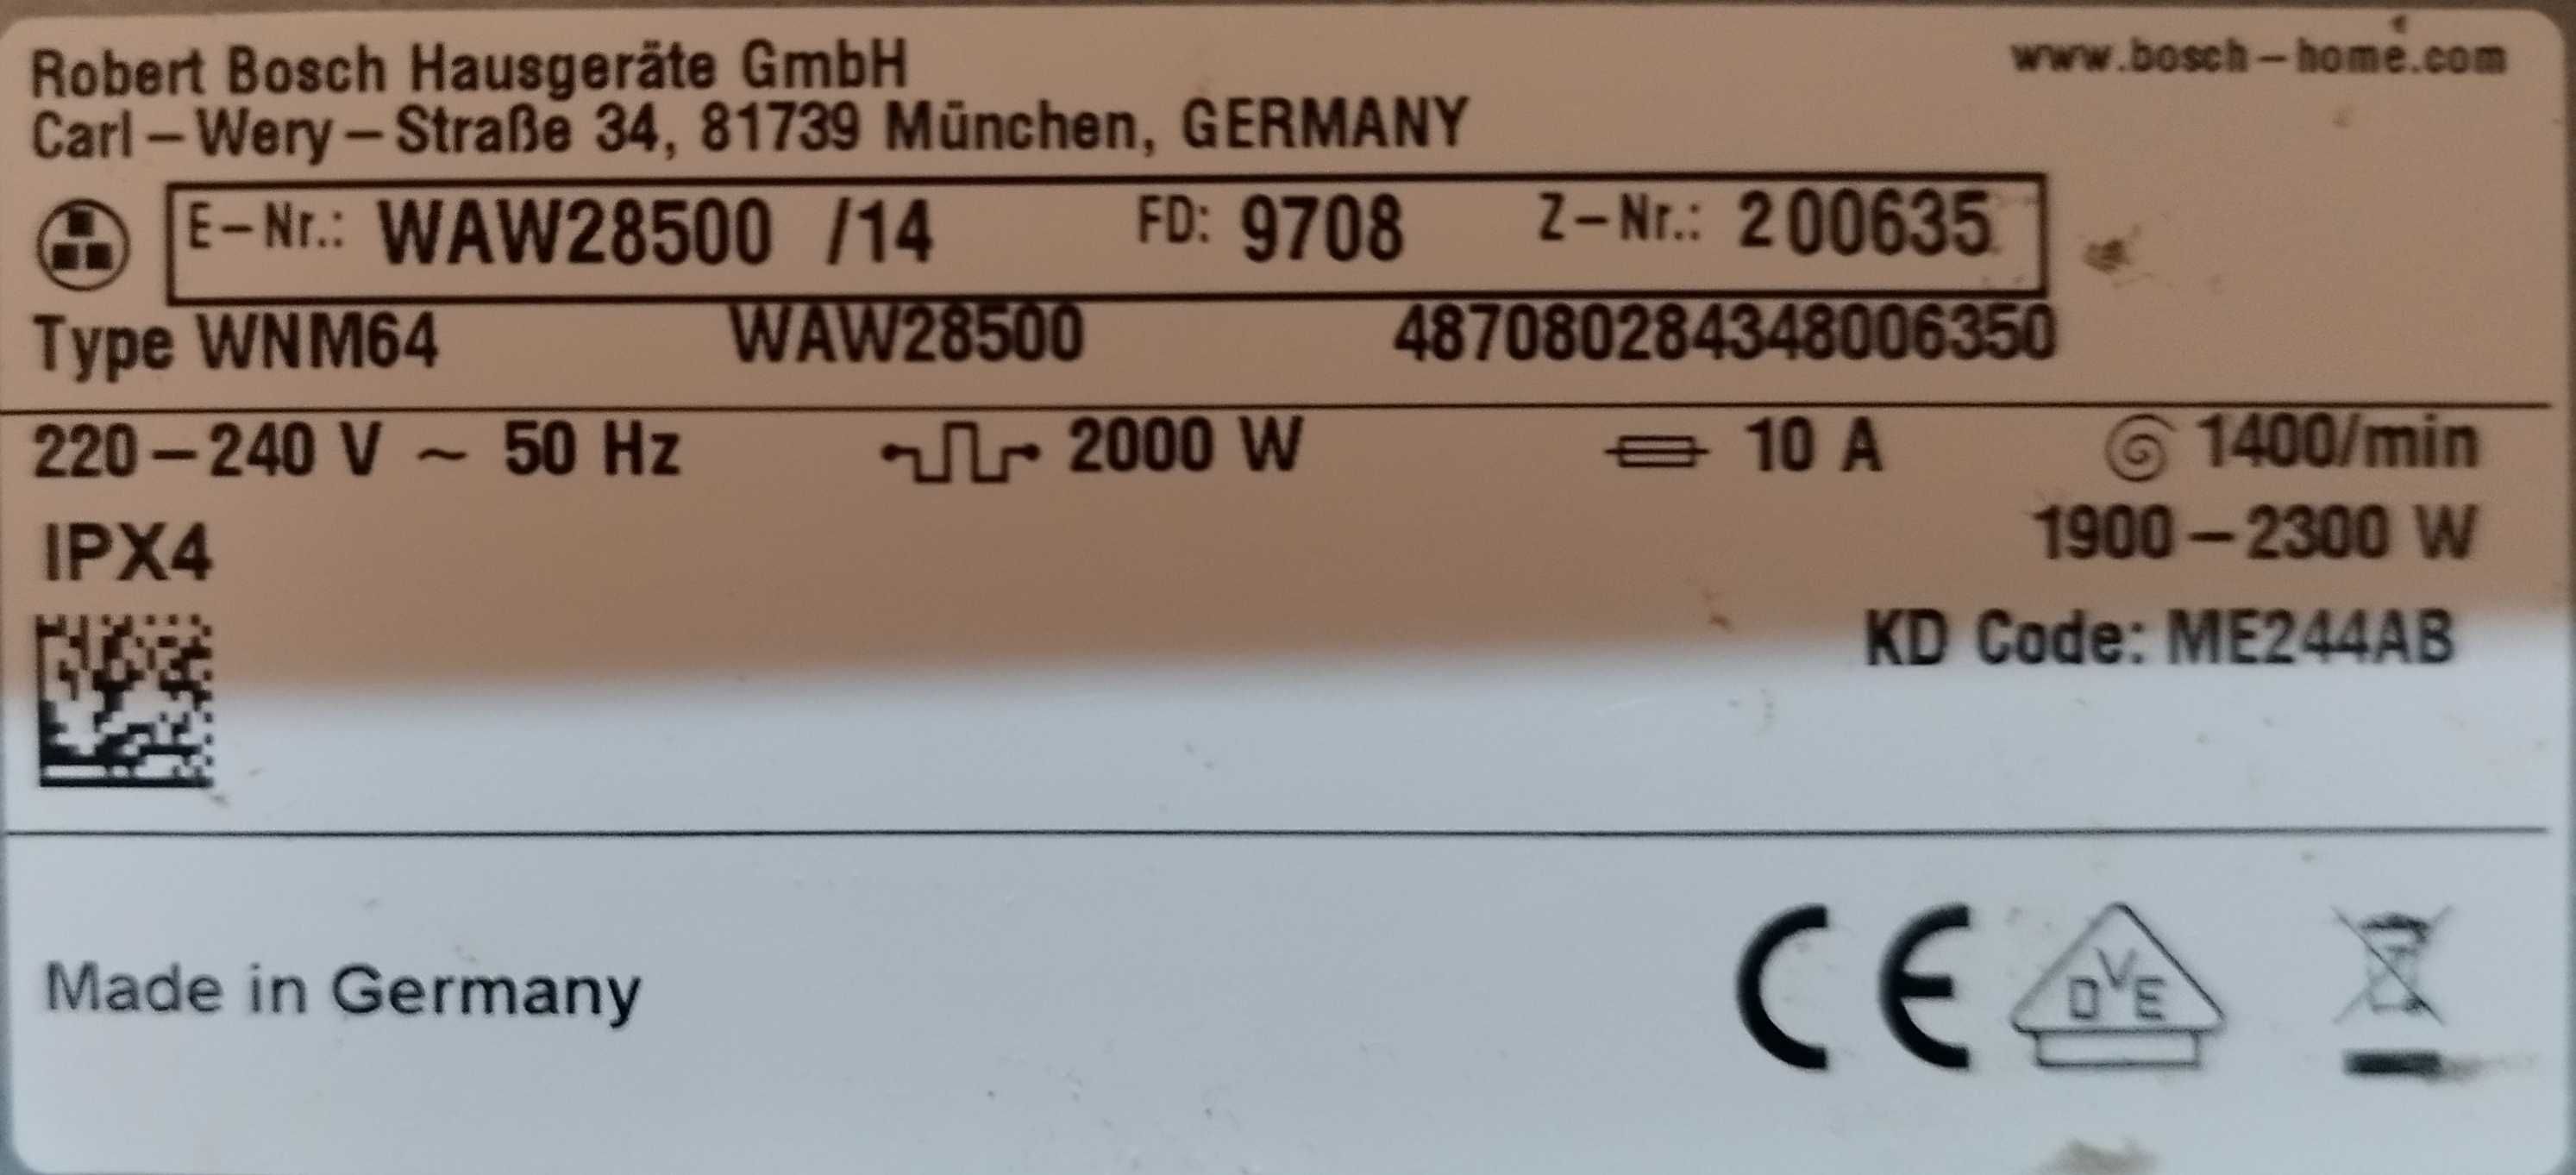 Robert Bosch Hausgeräte GmbH
www.bosch-home.com
Carl-Wery-Straße 34, 81739 München, GERMANY
E-Nr.: WAW28500 /14 FD: 9708 Z-Nr.: 200635
Type WNM64 WAW28500 487080284348006350
220-240 V ~ 50 Hz 2000 W 10 A 1400/min
IPX4 1900-2300 W
KD Code: ME244AB
Made in Germany CE DVE